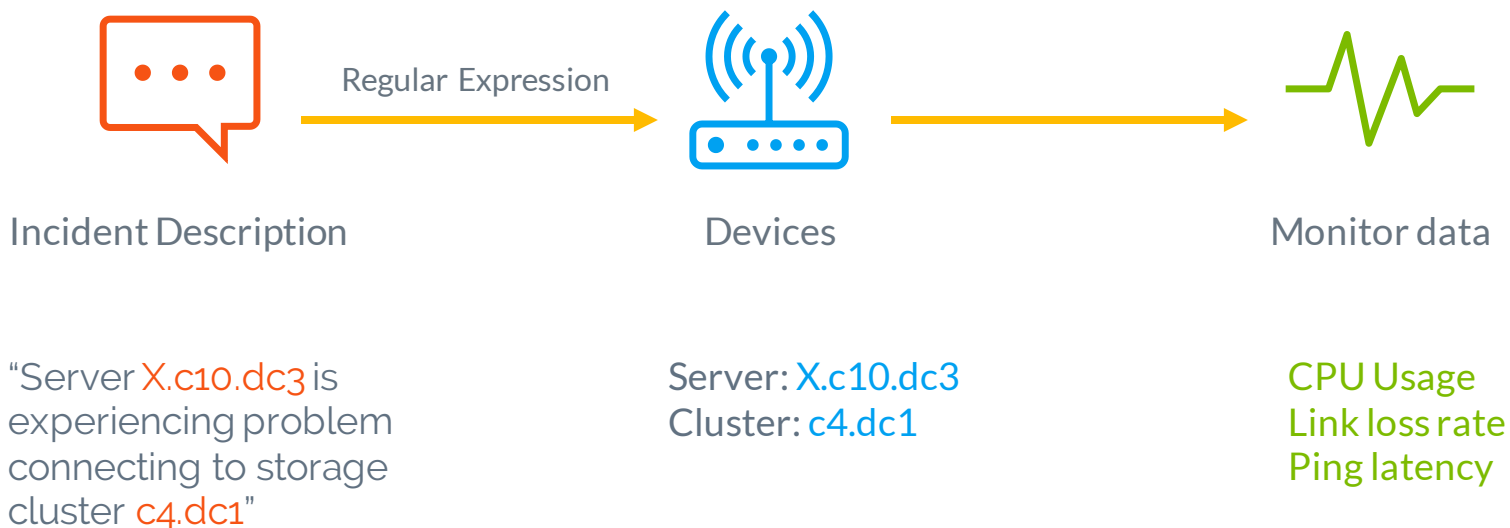 Regular Expression
Incident Description
Devices
Monitor data
“Server X.c10.dc3 is
experiencing problem
connecting to storage
cluster c4.dc1”
Server: X.c10.dc3
Cluster: c4.dc1
CPU Usage
Link loss rate
Ping latency